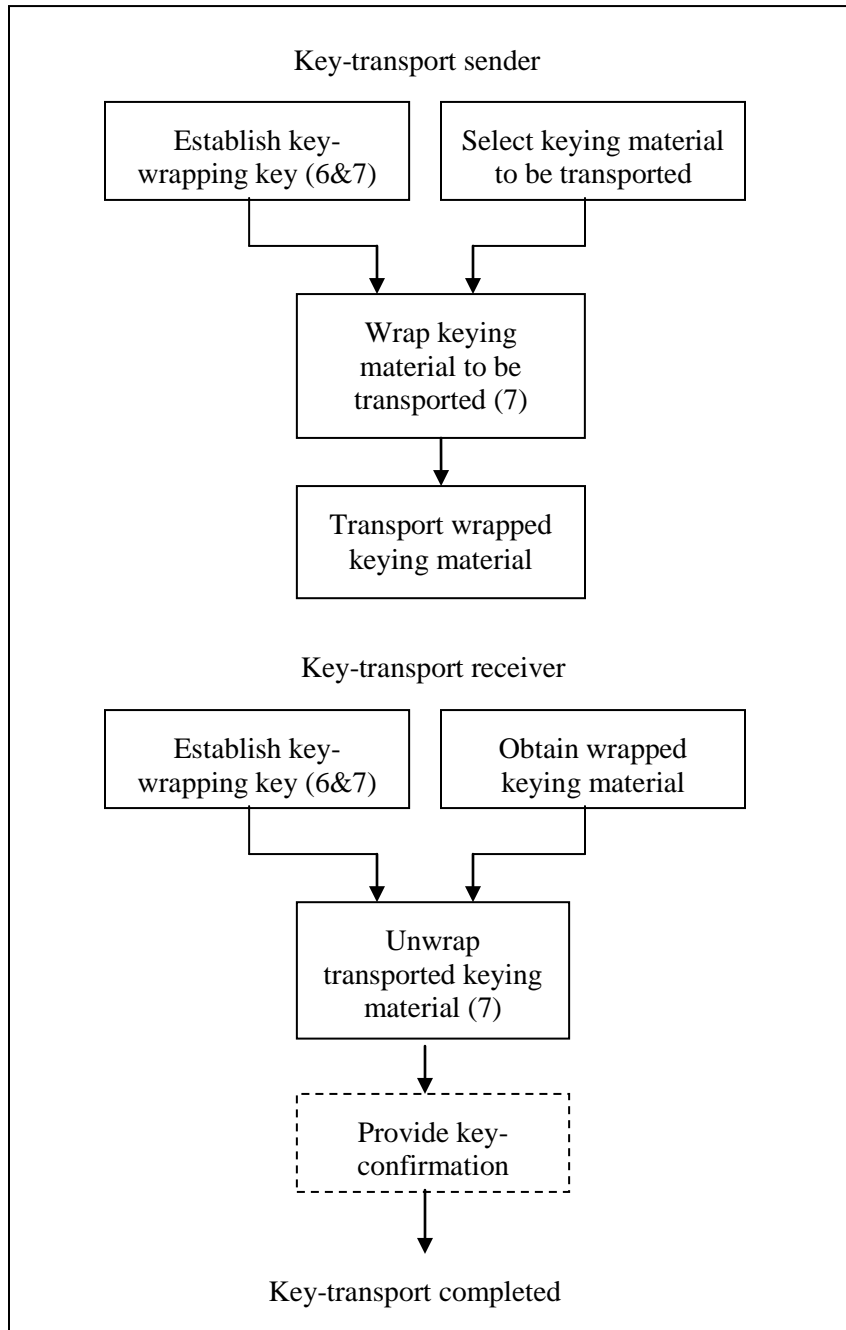 Key-transport sender
Establish key-
wrapping key (6&7)
Select keying material
to be transported
Wrap keying
material to be
transported (7)
Transport wrapped
keying material
Key-transport receiver
Establish key-
wrapping key (6&7)
Obtain wrapped
keying material
Unwrap
transported keying
material (7)
Provide key-
confirmation
Key-transport completed